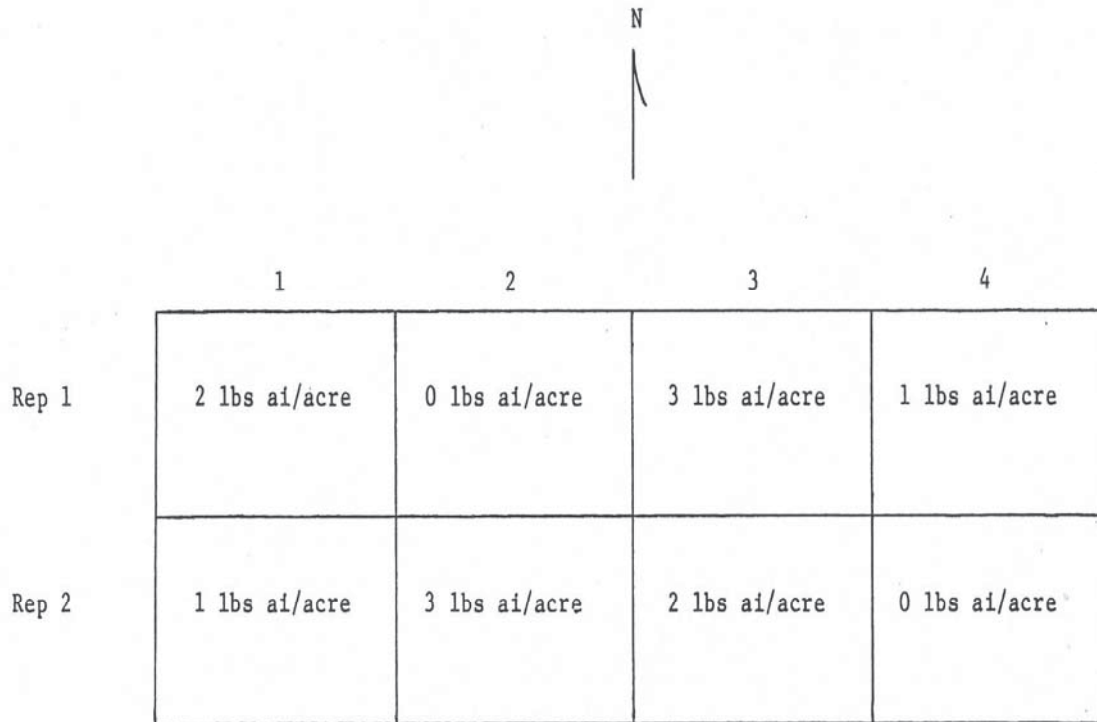 N
1 2 3 4
Rep 1 2 lbs ai/acre 0 lbs ai/acre 3 lbs ai/acre 1 lbs ai/acre
Rep 2 1 lbs ai/acre 3 lbs ai/acre 2 lbs ai/acre 0 lbs ai/acre